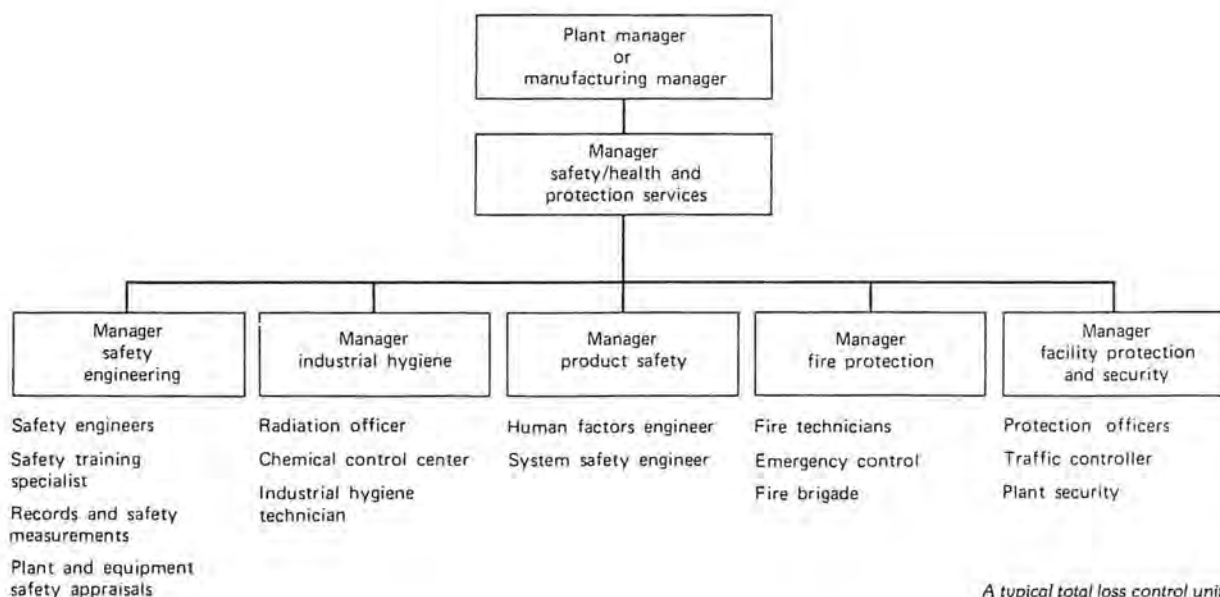 Plant manager
or
manufacturing manager
Manager
safety/health and
protection services
Manager
safety
engineering
Manager
industrial hygiene
Manager
product safety
Manager
fire protection
Manager
facility protection
and security
Safety engineers
Safety training
specialist
Records and safety
measurements
Plant and equipment
safety appraisals
Radiation officer
Chemical control center
Industrial hygiene
technician
Human factors engineer
System safety engineer
Fire technicians
Emergency control
Fire brigade
Protection officers
Traffic controller
Plant security
A typical total loss control unit